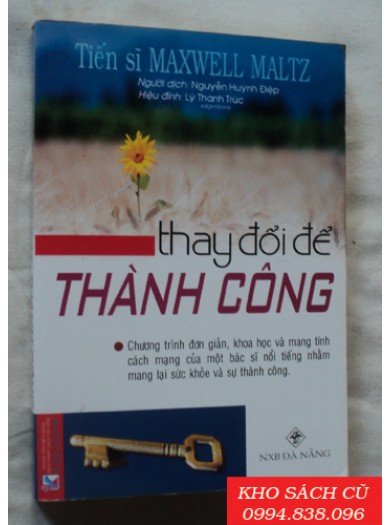 Tiến sĩ MAXWELL MALTZ
Người dịch: Nguyễn Huỳnh Điệp
Hiệu đính: Lý Thanh Trúc
thay đổi để
THÀNH CÔNG
Chương trình đơn giản, khoa học và mang tính
cách mạng của một bác sĩ nổi tiếng nhằm
mang lại sức khỏe và sự thành công.
NXB ĐÀ NẴNG
KHO SÁCH CŨ
0994.838.096